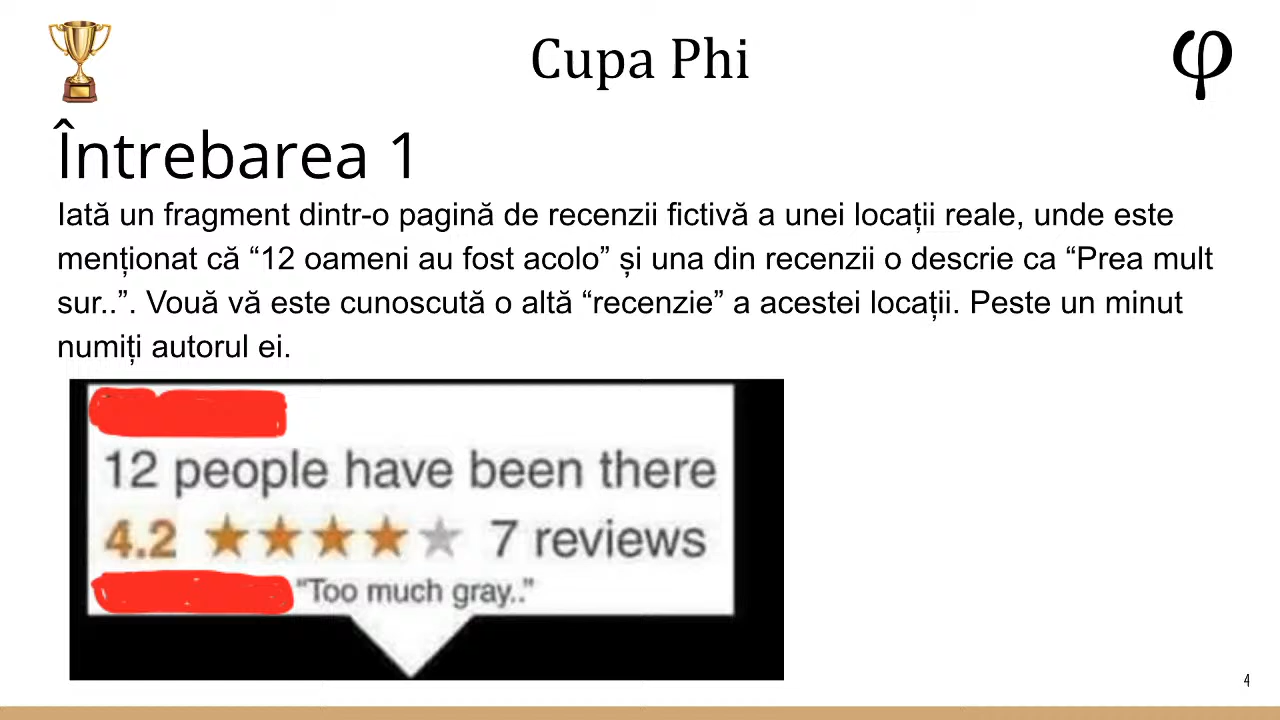 Cupa Phi
φ
Întrebarea 1
Iată un fragment dintr-o pagină de recenzii fictivă a unei locații reale, unde este
menționat că “12 oameni au fost acolo” și una din recenzii o descrie ca “Prea mult
sur..”. Vouă vă este cunoscută o altă “recenzie” a acestei locații. Peste un minut
numiți autorul ei.
12 people have been there
4.2 ★★★★★ 7 reviews
“Too much gray..”
4